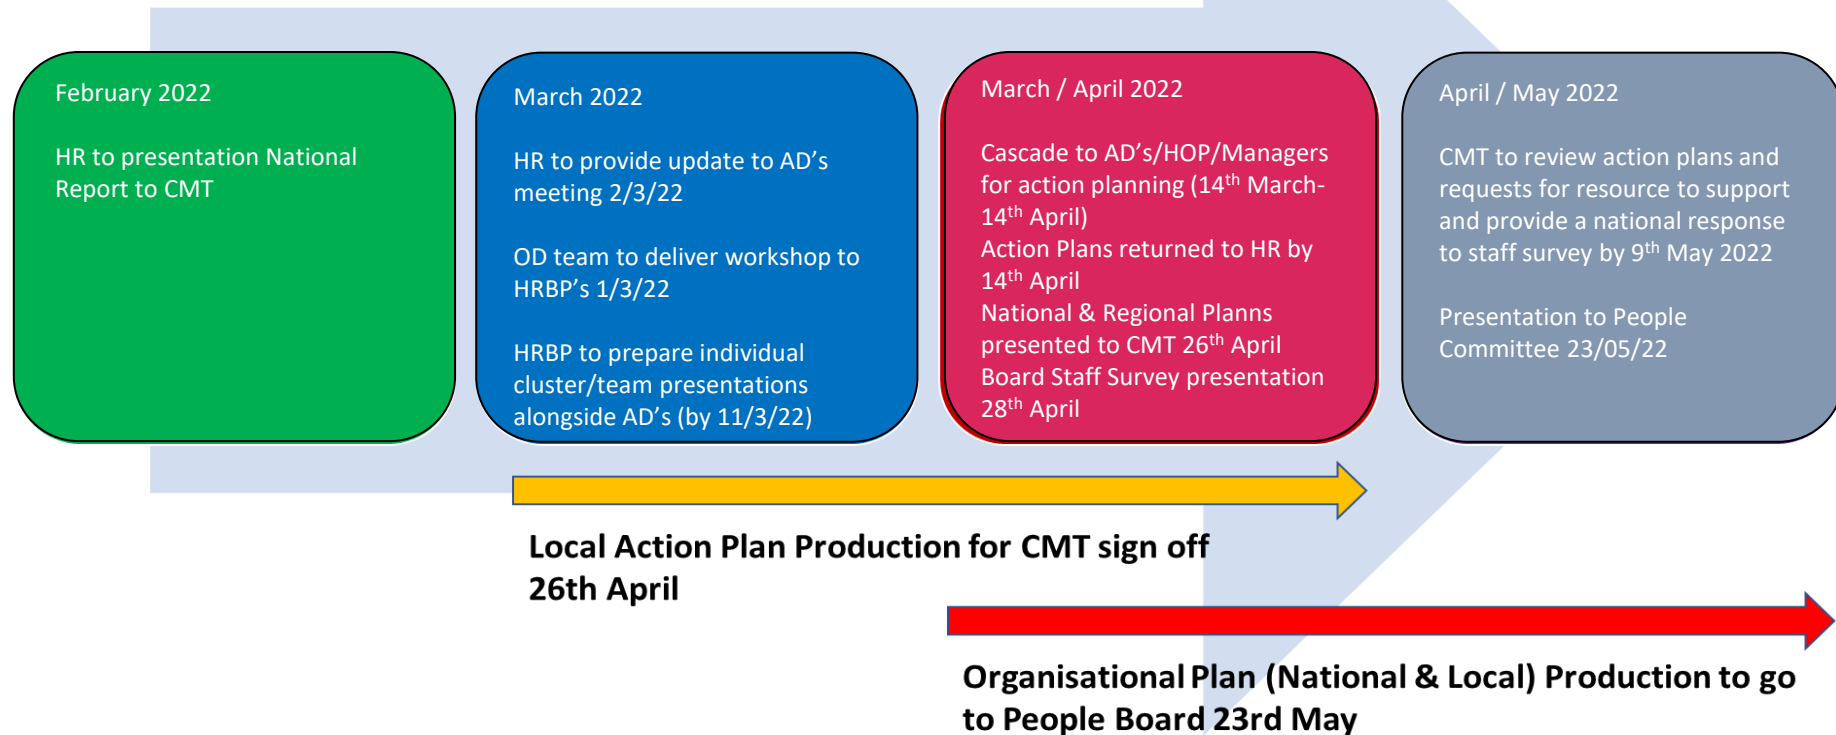 February 2022
HR to presentation National
Report to CMT
March 2022
HR to provide update to AD’s
meeting 2/3/22
OD team to deliver workshop to
HRBP’s 1/3/22
HRBP to prepare individual
cluster/team presentations
alongside AD’s (by 11/3/22)
March / April 2022
Cascade to AD’s/HOP/Managers
for action planning (14th March-
14th April)
Action Plans returned to HR by
14th April
National & Regional Planns
presented to CMT 26th April
Board Staff Survey presentation
28th April
April / May 2022
CMT to review action plans and
requests for resource to support
and provide a national response
to staff survey by 9th May 2022
Presentation to People
Committee 23/05/22
Local Action Plan Production for CMT sign off
26th April
Organisational Plan (National & Local) Production to go
to People Board 23rd May